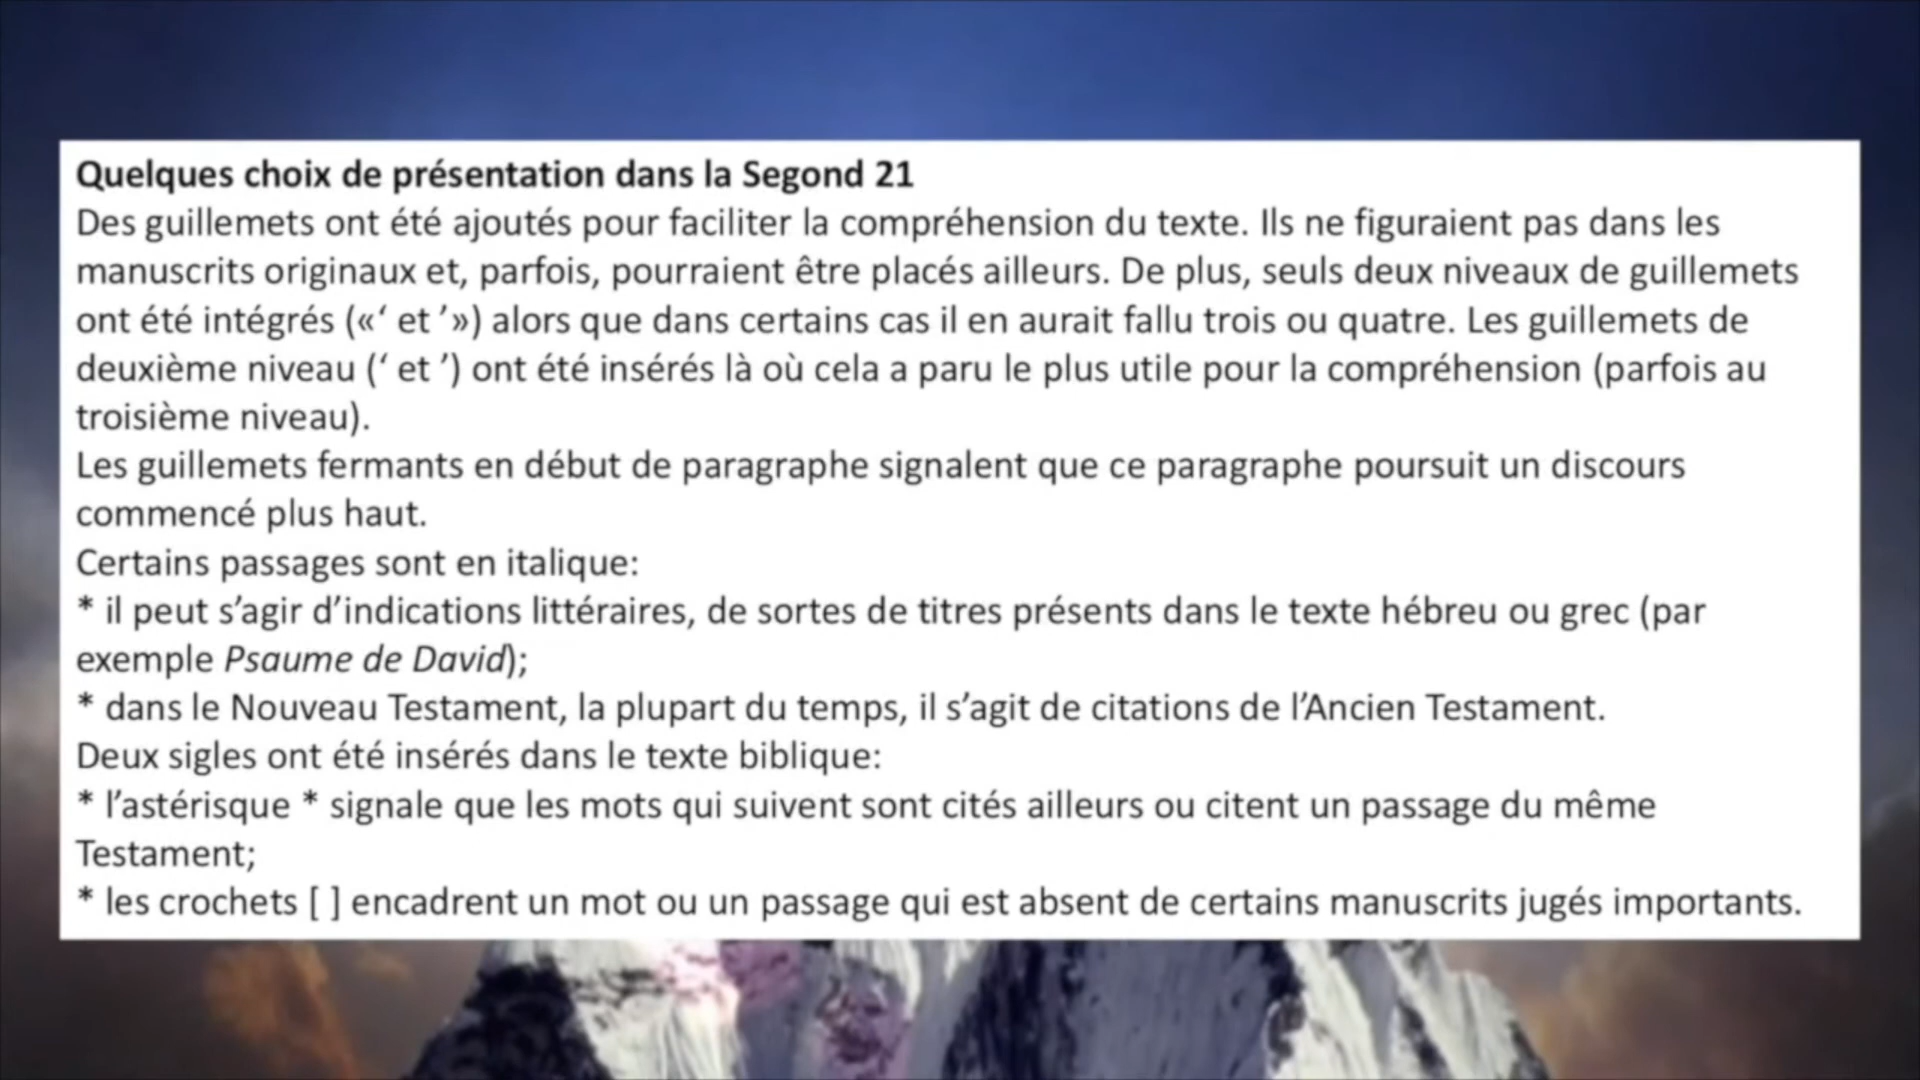 Quelques choix de présentation dans la Segond 21
Des guillemets ont été ajoutés pour faciliter la compréhension du texte. Ils ne figuraient pas dans les
manuscrits originaux et, parfois, pourraient être placés ailleurs. De plus, seuls deux niveaux de guillemets
ont été intégrés («‘ et ’») alors que dans certains cas il en aurait fallu trois ou quatre. Les guillemets de
deuxième niveau (‘ et ’) ont été insérés là où cela a paru le plus utile pour la compréhension (parfois au
troisième niveau).
Les guillemets fermants en début de paragraphe signalent que ce paragraphe poursuit un discours
commencé plus haut.
Certains passages sont en italique:
* il peut s’agir d’indications littéraires, de sortes de titres présents dans le texte hébreu ou grec (par
exemple Psaume de David);
* dans le Nouveau Testament, la plupart du temps, il s’agit de citations de l’Ancien Testament.
Deux sigles ont été insérés dans le texte biblique:
* l’astérisque * signale que les mots qui suivent sont cités ailleurs ou citent un passage du même
Testament;
* les crochets [ ] encadrent un mot ou un passage qui est absent de certains manuscrits jugés importants.